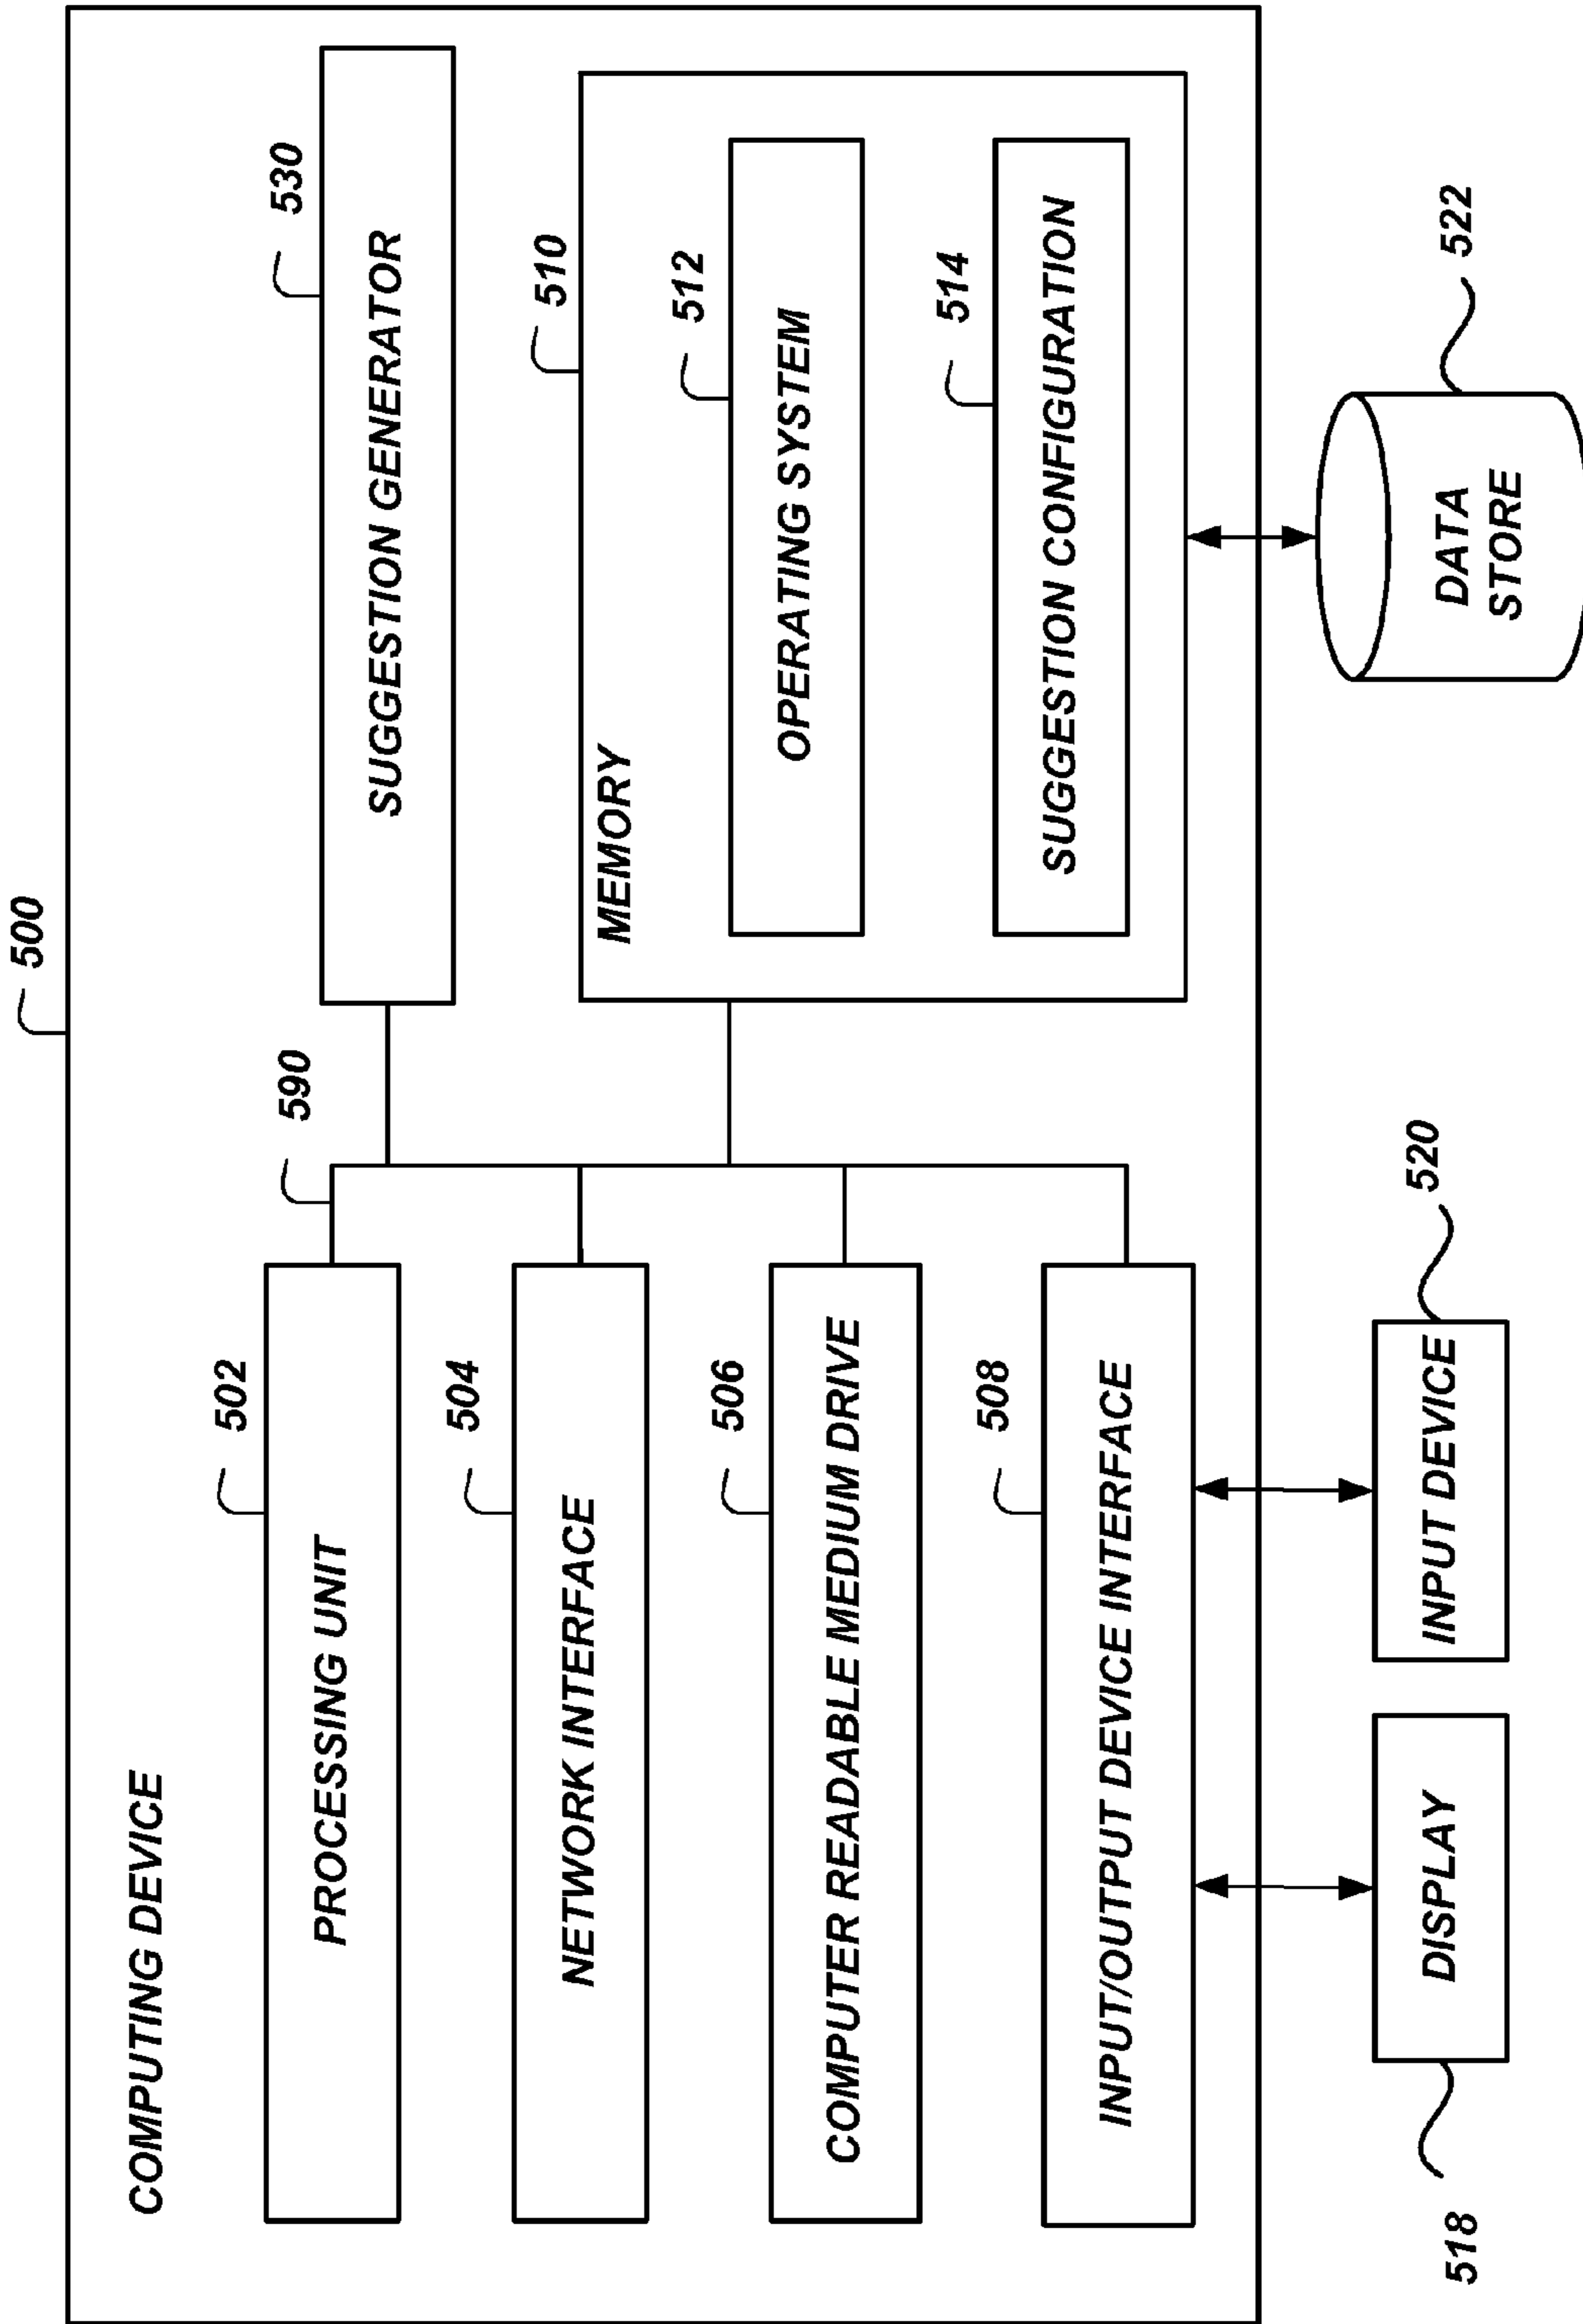 500
COMPUTING DEVICE
502
PROCESSING UNIT
504
NETWORK INTERFACE
506
COMPUTER READABLE MEDIUM DRIVE
508
INPUT/OUTPUT DEVICE INTERFACE
590
530
SUGGESTION GENERATOR
510
MEMORY
512
OPERATING SYSTEM
514
SUGGESTION CONFIGURATION
518
DISPLAY
INPUT DEVICE
520
DATA
STORE
522